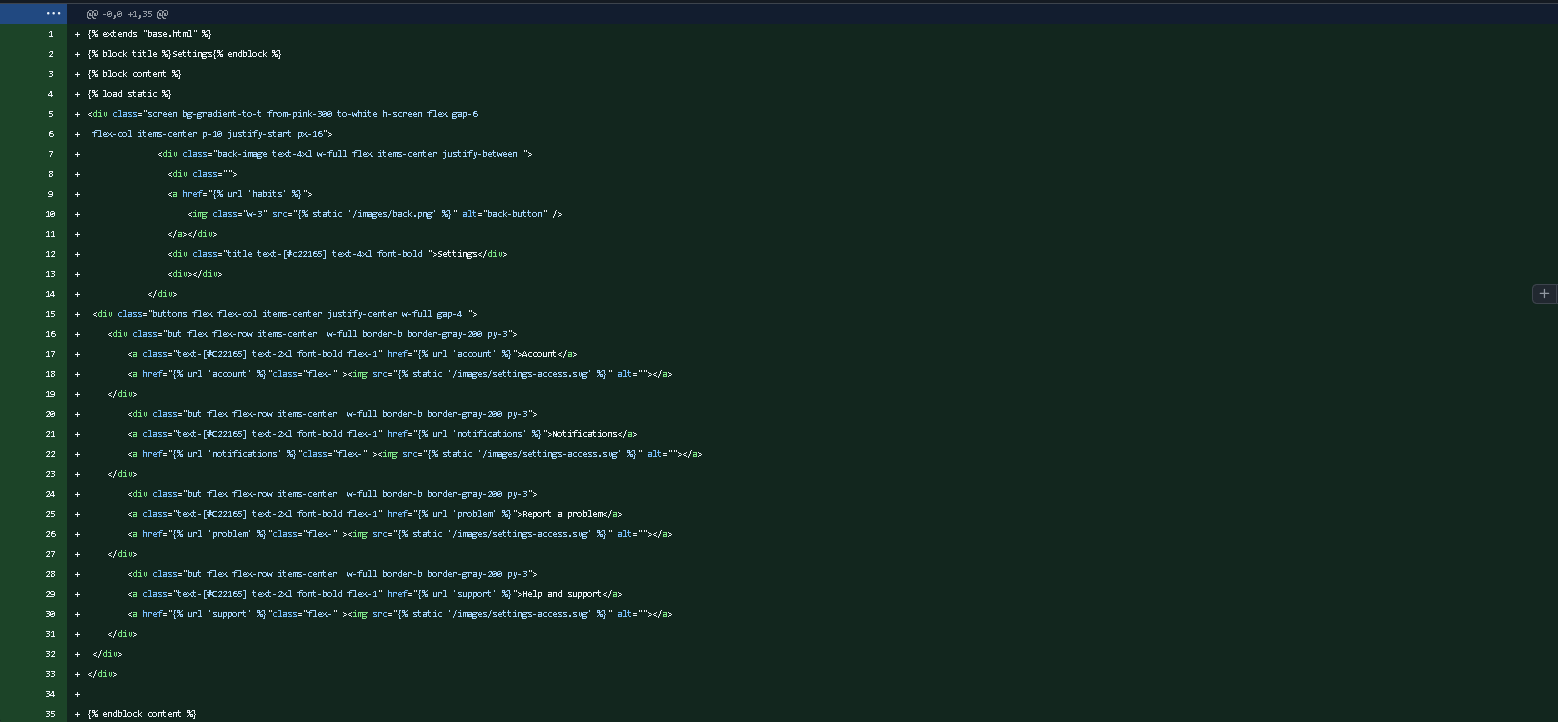 ... @@ -0,0 +1,35 @@
1 + {% extends "base.html" %}
2 + {% block title %}Settings{% endblock %}
3 + {% block content %}
4 + {% load static %}
5 + <div class="screen bg-gradient-to-t from-pink-300 to-white h-screen flex gap-6
6 + flex-col items-center p-10 justify-start px-16">
7 + <div class="back-image text-4xl w-full flex items-center justify-between ">
8 + <div class="">
9 + <a href="{% url 'habits' %}">
10 + <img class="w-3" src="{% static '/images/back.png' %}" alt="back-button" />
11 + </a></div>
12 + <div class="title text-[#c22165] text-4xl font-bold ">Settings</div>
13 + <div></div>
14 + </div>
15 + <div class="buttons flex flex-col items-center justify-center w-full gap-4 ">
16 + <div class="but flex flex-row items-center  w-full border-b border-gray-200 py-3">
17 + <a class="text-[#C22165] text-2xl font-bold flex-1" href="{% url 'account' %}">Account</a>
18 + <a href="{% url 'account' %}"class="flex-" ><img src="{% static '/images/settings-access.svg' %}" alt=""></a>
19 + </div>
20 + <div class="but flex flex-row items-center  w-full border-b border-gray-200 py-3">
21 + <a class="text-[#C22165] text-2xl font-bold flex-1" href="{% url 'notifications' %}">Notifications</a>
22 + <a href="{% url 'notifications' %}"class="flex-" ><img src="{% static '/images/settings-access.svg' %}" alt=""></a>
23 + </div>
24 + <div class="but flex flex-row items-center  w-full border-b border-gray-200 py-3">
25 + <a class="text-[#C22165] text-2xl font-bold flex-1" href="{% url 'problem' %}">Report a problem</a>
26 + <a href="{% url 'problem' %}"class="flex-" ><img src="{% static '/images/settings-access.svg' %}" alt=""></a>
27 + </div>
28 + <div class="but flex flex-row items-center  w-full border-b border-gray-200 py-3">
29 + <a class="text-[#C22165] text-2xl font-bold flex-1" href="{% url 'support' %}">Help and support</a>
30 + <a href="{% url 'support' %}"class="flex-" ><img src="{% static '/images/settings-access.svg' %}" alt=""></a>
31 + </div>
32 + </div>
33 + </div>
34 +
35 + {% endblock content %}